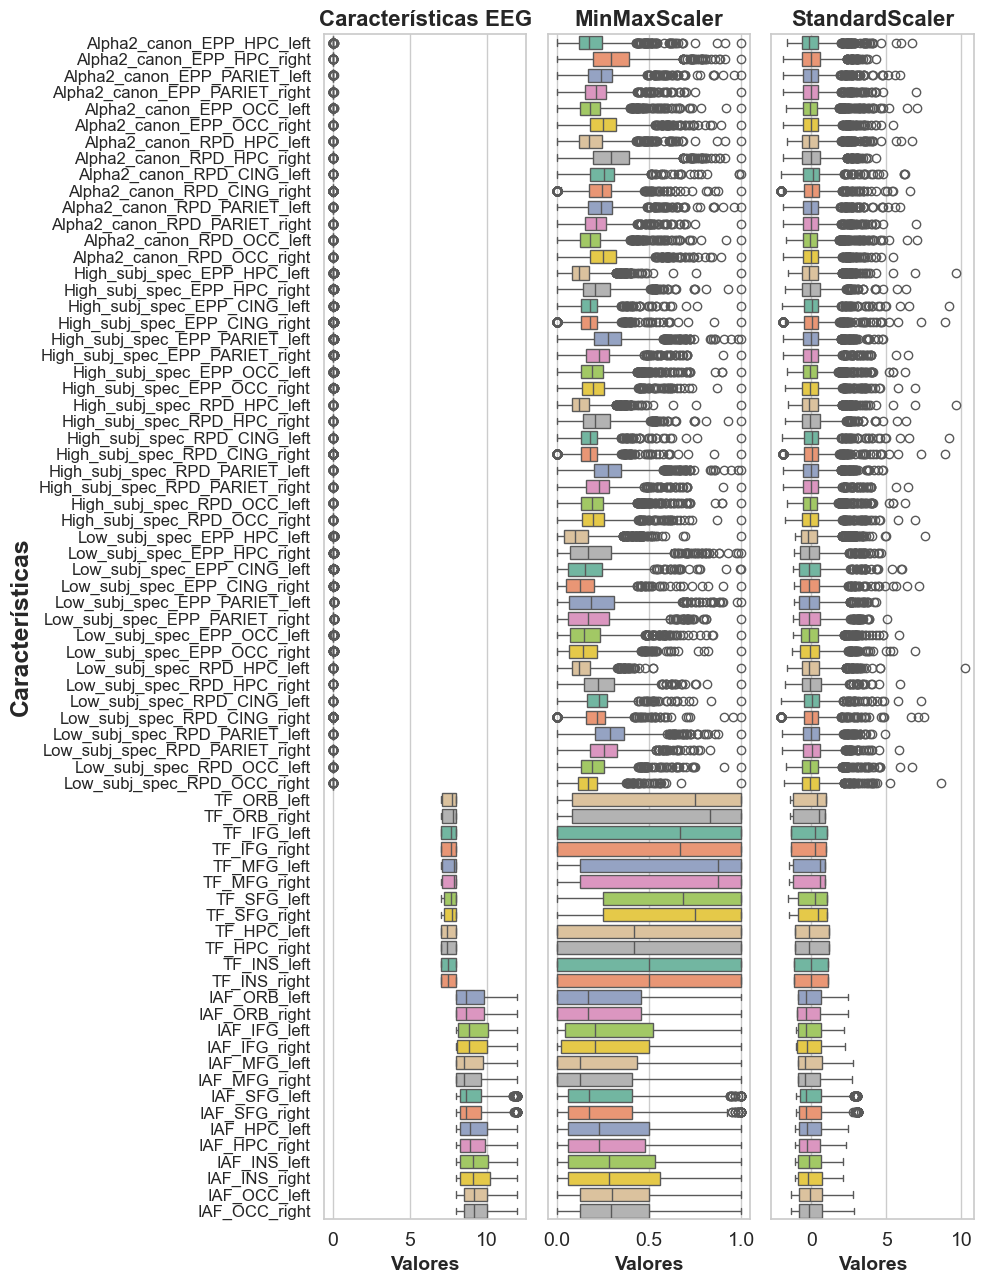 Características EEG
MinMaxScaler
StandardScaler
Características
Alpha2_canon_EPP_HPC_left
Alpha2_canon_EPP_HPC_right
Alpha2_canon_EPP_PARIET_left
Alpha2_canon_EPP_PARIET_right
Alpha2_canon_EPP_OCC_left
Alpha2_canon_EPP_OCC_right
Alpha2_canon_RPD_HPC_left
Alpha2_canon_RPD_HPC_right
Alpha2_canon_RPD_CING_left
Alpha2_canon_RPD_CING_right
Alpha2_canon_RPD_PARIET_left
Alpha2_canon_RPD_PARIET_right
Alpha2_canon_RPD_OCC_left
Alpha2_canon_RPD_OCC_right
High_subj_spec_EPP_HPC_left
High_subj_spec_EPP_HPC_right
High_subj_spec_EPP_CING_left
High_subj_spec_EPP_CING_right
High_subj_spec_EPP_PARIET_left
High_subj_spec_EPP_PARIET_right
High_subj_spec_EPP_OCC_left
High_subj_spec_EPP_OCC_right
High_subj_spec_RPD_HPC_left
High_subj_spec_RPD_HPC_right
High_subj_spec_RPD_CING_left
High_subj_spec_RPD_CING_right
High_subj_spec_RPD_PARIET_left
High_subj_spec_RPD_PARIET_right
High_subj_spec_RPD_OCC_left
High_subj_spec_RPD_OCC_right
Low_subj_spec_EPP_HPC_left
Low_subj_spec_EPP_HPC_right
Low_subj_spec_EPP_CING_left
Low_subj_spec_EPP_CING_right
Low_subj_spec_EPP_PARIET_left
Low_subj_spec_EPP_PARIET_right
Low_subj_spec_EPP_OCC_left
Low_subj_spec_EPP_OCC_right
Low_subj_spec_RPD_HPC_left
Low_subj_spec_RPD_HPC_right
Low_subj_spec_RPD_CING_left
Low_subj_spec_RPD_CING_right
Low_subj_spec_RPD_PARIET_left
Low_subj_spec_RPD_PARIET_right
Low_subj_spec_RPD_OCC_left
Low_subj_spec_RPD_OCC_right
TF_ORB_left
TF_ORB_right
TF_IFG_left
TF_IFG_right
TF_MFG_left
TF_MFG_right
TF_SFG_left
TF_SFG_right
TF_HPC_left
TF_HPC_right
TF_INS_left
TF_INS_right
IAF_ORB_left
IAF_ORB_right
IAF_IFG_left
IAF_IFG_right
IAF_MFG_left
IAF_MFG_right
IAF_SFG_left
IAF_SFG_right
IAF_HPC_left
IAF_HPC_right
IAF_INS_left
IAF_INS_right
IAF_OCC_left
IAF_OCC_right
0 5 10
0.0 0.5 1.0
0 5 10
Valores
Valores
Valores